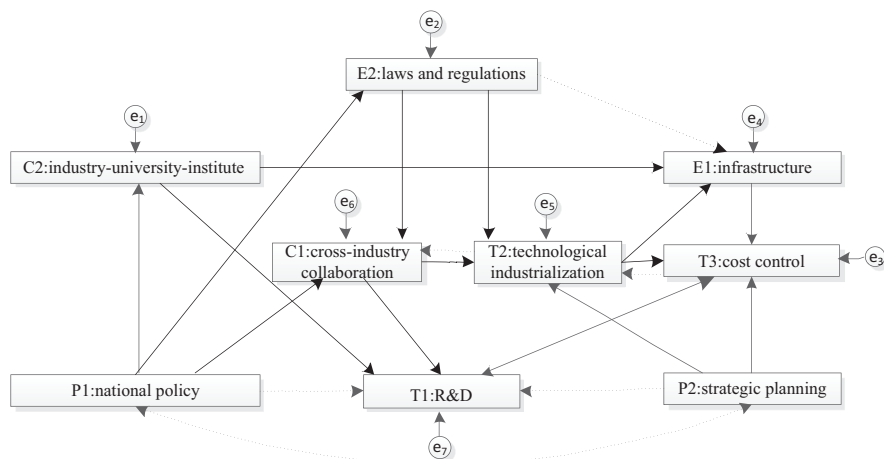 e₂
E2:laws and regulations
e₁
e₄
C2:industry-university-institute
E1:infrastructure
e₆
e₅
C1:cross-industry
collaboration
T2:technological
industrialization
T3:cost control
e₃
P1:national policy
T1:R&D
P2:strategic planning
e₇